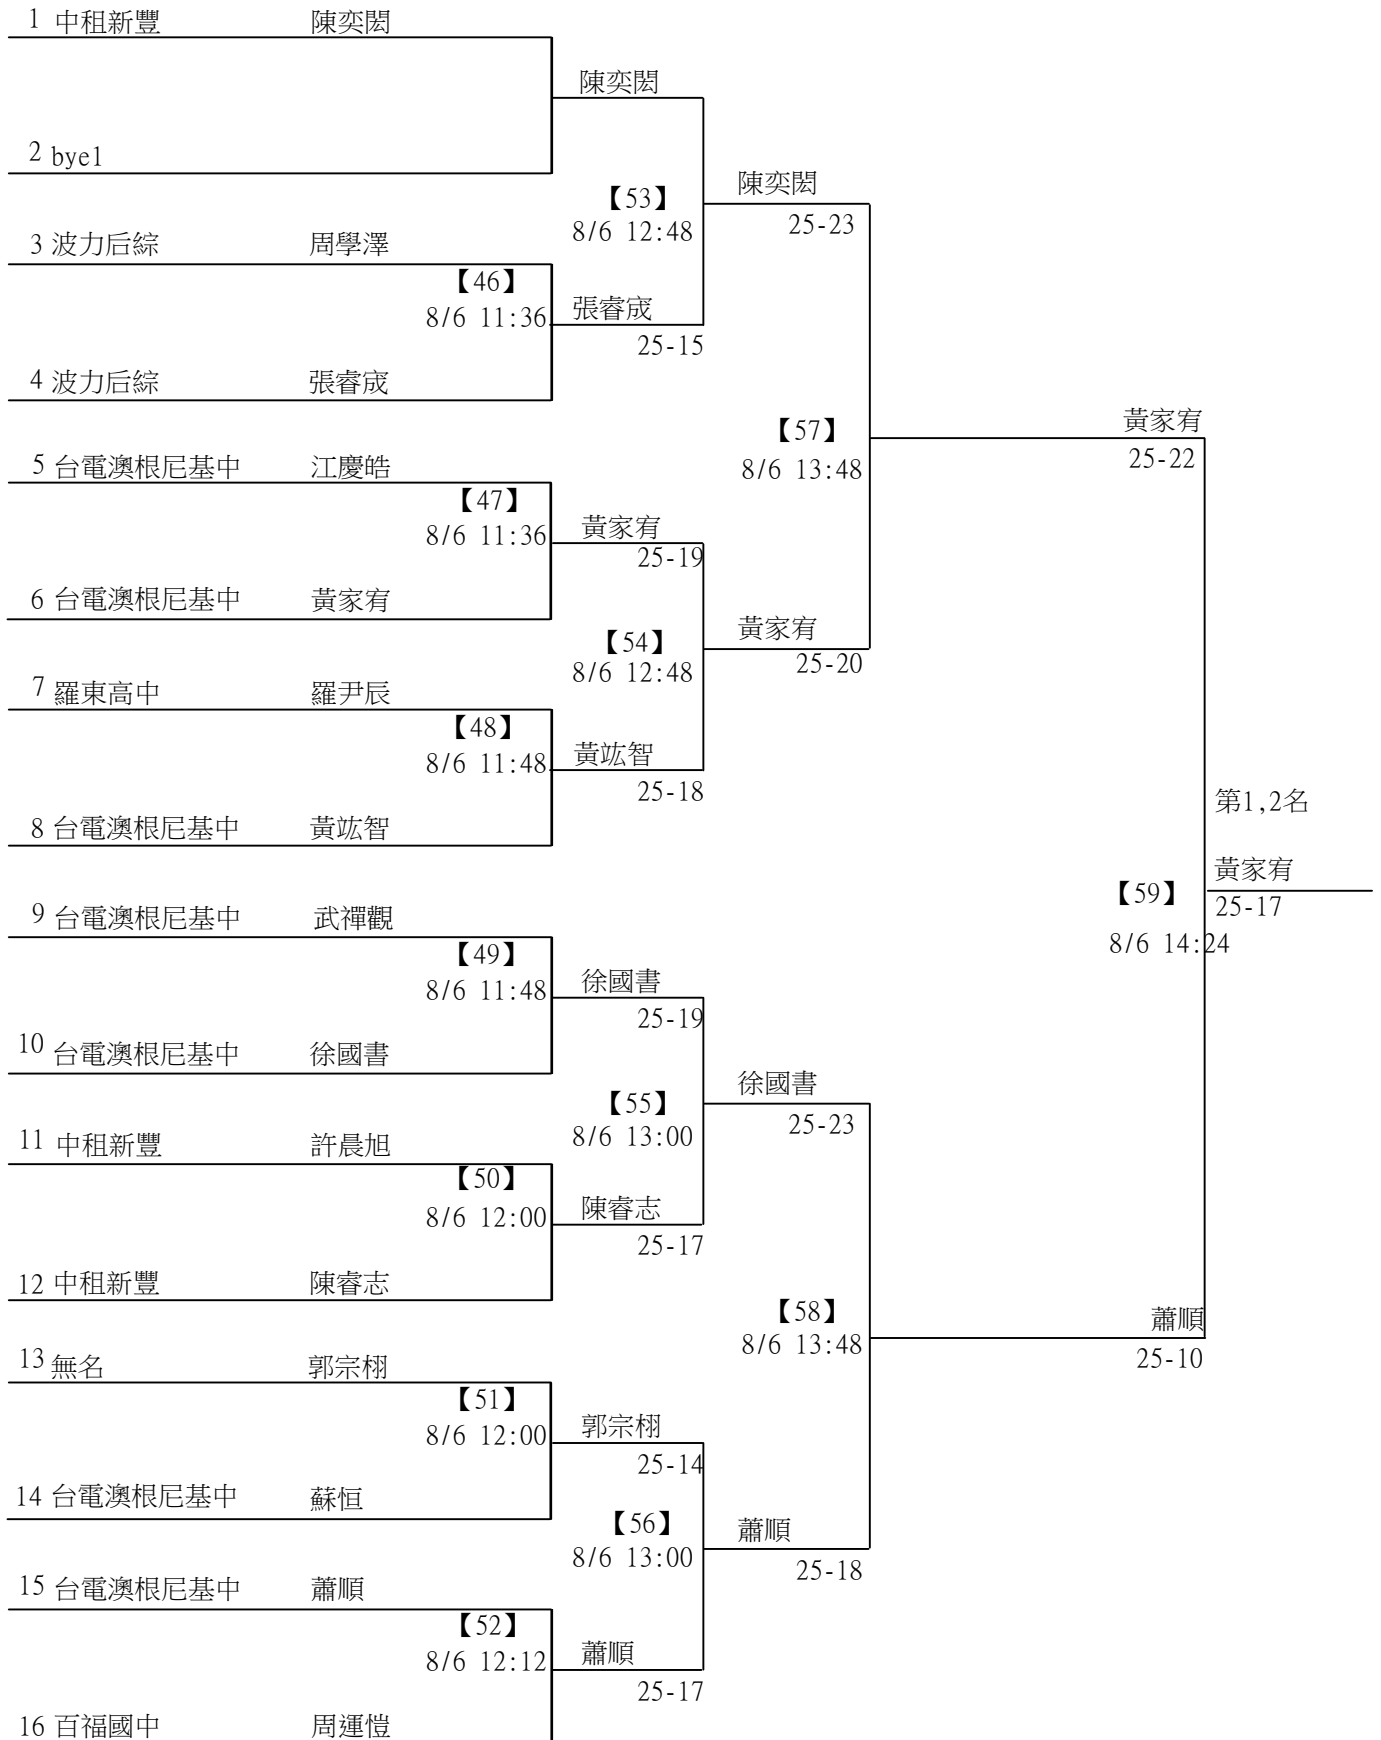 1 中租新豐 陳奕閎
陳奕閎
2 bye1
陳奕閎
【53】
25-23
8/6 12:48
3 波力后綜 周學澤
【46】
張睿宬
8/6 11:36
25-15
4 波力后綜 張睿宬
黃家宥
【57】
25-22
5 台電澳根尼基中 江慶皓
8/6 13:48
【47】
黃家宥
8/6 11:36
25-19
6 台電澳根尼基中 黃家宥
黃家宥
【54】
25-20
8/6 12:48
7 羅東高中 羅尹辰
【48】
黃竑智
8/6 11:48
25-18
第1,2名
8 台電澳根尼基中 黃竑智
黃家宥
【59】
25-17
9 台電澳根尼基中 武禪觀
8/6 14:24
【49】
徐國書
8/6 11:48
25-19
10 台電澳根尼基中 徐國書
徐國書
【55】
25-23
8/6 13:00
11 中租新豐 許晨旭
【50】
陳睿志
8/6 12:00
25-17
12 中租新豐 陳睿志
【58】
蕭順
8/6 13:48
25-10
13 無名 郭宗栩
【51】
郭宗栩
8/6 12:00
25-14
14 台電澳根尼基中 蘇恒
【56】
蕭順
8/6 13:00
25-18
15 台電澳根尼基中 蕭順
【52】
蕭順
8/6 12:12
25-17
16 百福國中 周運愷